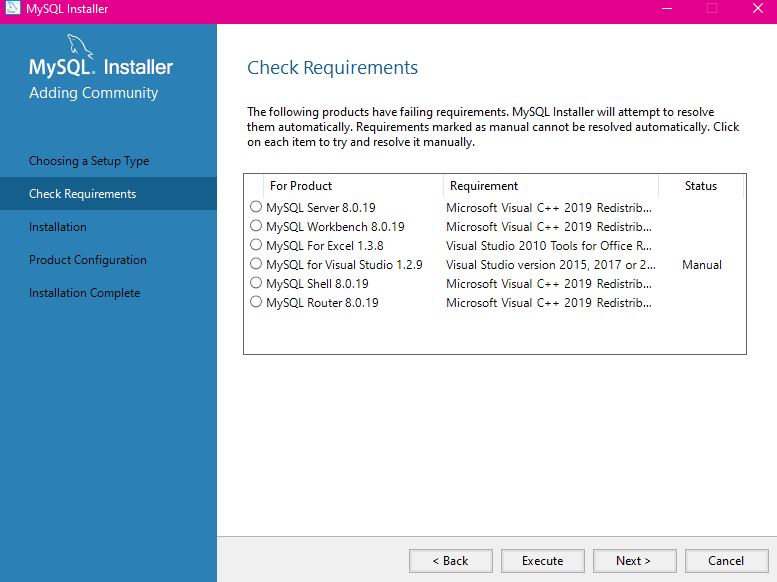 MySQL Installer
MySQL. Installer
Adding Community
Choosing a Setup Type
Check Requirements
Installation
Product Configuration
Installation Complete
Check Requirements
The following products have failing requirements. MySQL Installer will attempt to resolve
them automatically. Requirements marked as manual cannot be resolved automatically. Click
on each item to try and resolve it manually.
For Product Requirement Status
MySQL Server 8.0.19 Microsoft Visual C++ 2019 Redistrib...
MySQL Workbench 8.0.19 Microsoft Visual C++ 2019 Redistrib...
MySQL For Excel 1.3.8 Visual Studio 2010 Tools for Office R...
MySQL for Visual Studio 1.2.9 Visual Studio version 2015, 2017 or 2... Manual
MySQL Shell 8.0.19 Microsoft Visual C++ 2019 Redistrib...
MySQL Router 8.0.19 Microsoft Visual C++ 2019 Redistrib...
< Back Execute Next > Cancel